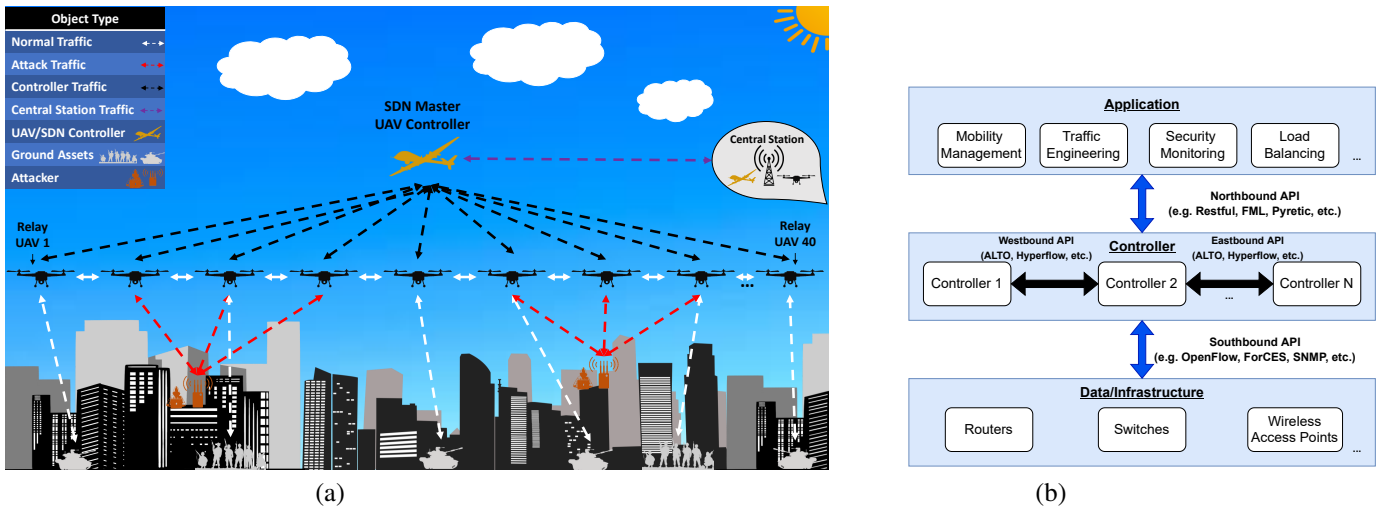 Object Type
Normal Traffic
Attack Traffic
Controller Traffic
Central Station Traffic
UAV/SDN Controller
Ground Assets
Attacker
SDN Master
UAV Controller
Central Station
Relay
UAV 1
Relay
UAV 40
...
(a)
Application
Mobility
Management
Traffic
Engineering
Security
Monitoring
Load
Balancing
...
Northbound API
(e.g. Restful, FML, Pyretic, etc.)
Westbound API
(ALTO, Hyperflow, etc.)
Controller
Eastbound API
(ALTO, Hyperflow, etc.)
Controller 1
Controller 2
...
Controller N
Southbound API
(e.g. OpenFlow, ForCES, SNMP, etc.)
Data/Infrastructure
Routers
Switches
Wireless
Access Points
...
(b)